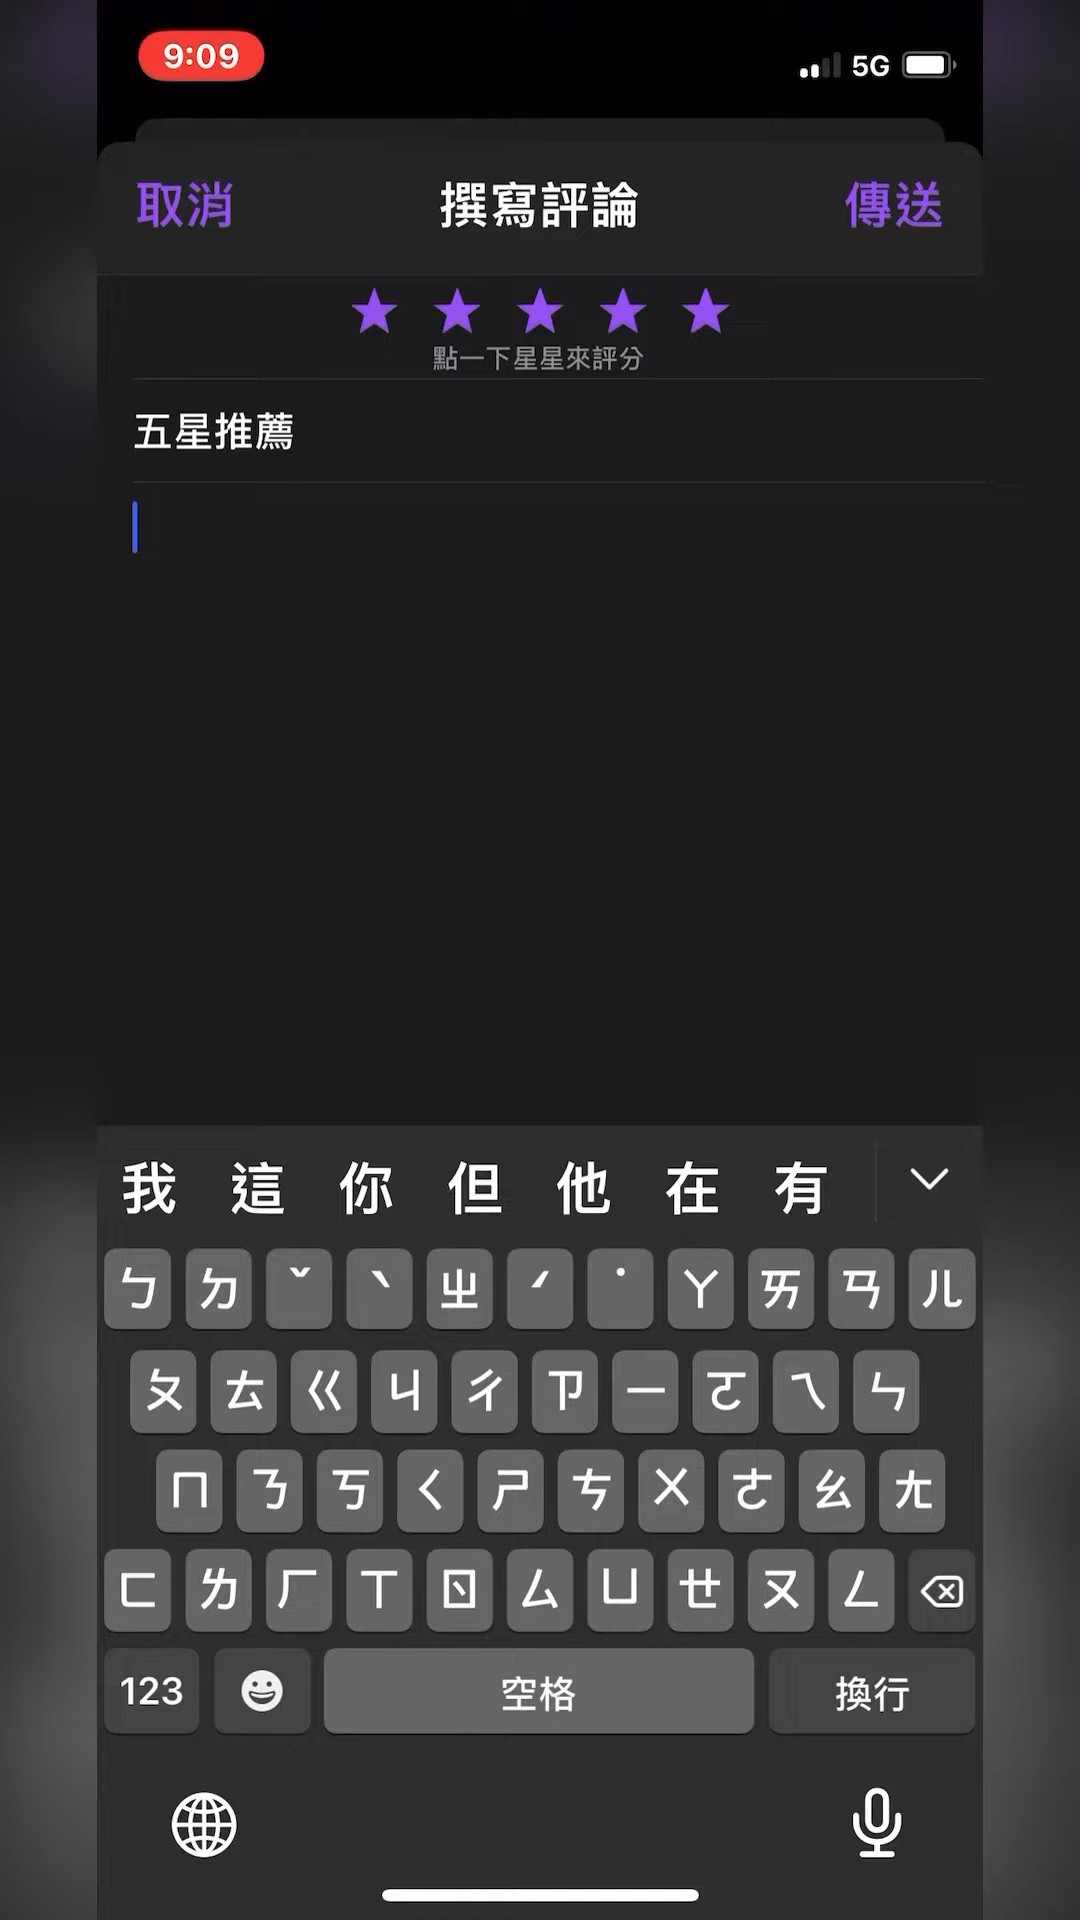 9:09 5G
取消 撰寫評論 傳送
點一下星星來評分
五星推薦
我 這 你 但 他 在 有
ㄅ ㄉ ˇ ˋ ㄓ ˊ ˙ ㄚ ㄞ ㄢ ㄦ
ㄆ ㄊ ㄍ ㄐ ㄔ ㄗ ㄧ ㄛ ㄟ ㄣ
ㄇ ㄋ ㄎ ㄑ ㄕ ㄘ ㄨ ㄜ ㄠ ㄤ
ㄈ ㄌ ㄏ ㄒ ㄖ ㄙ ㄩ ㄝ ㄡ ㄥ
123 空格 換行